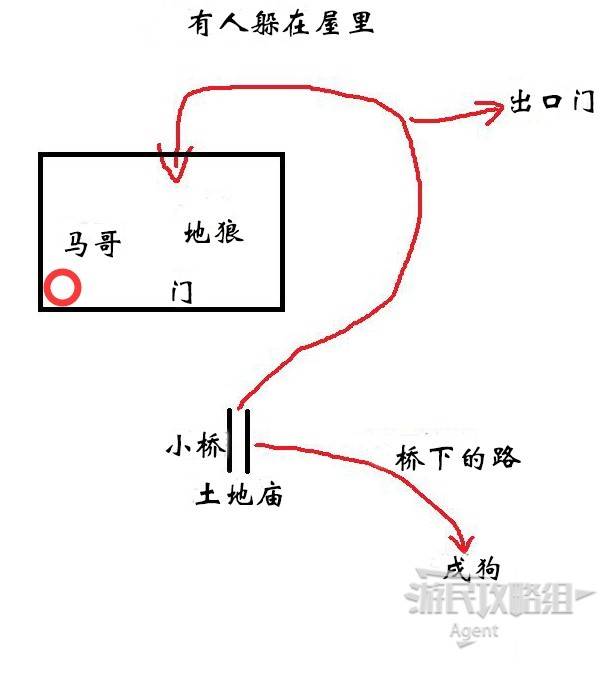 有人躲在屋里
出口门
马哥
地狼
门
小桥
桥下的路
土地庙
戌狗
游民攻略组
Agent